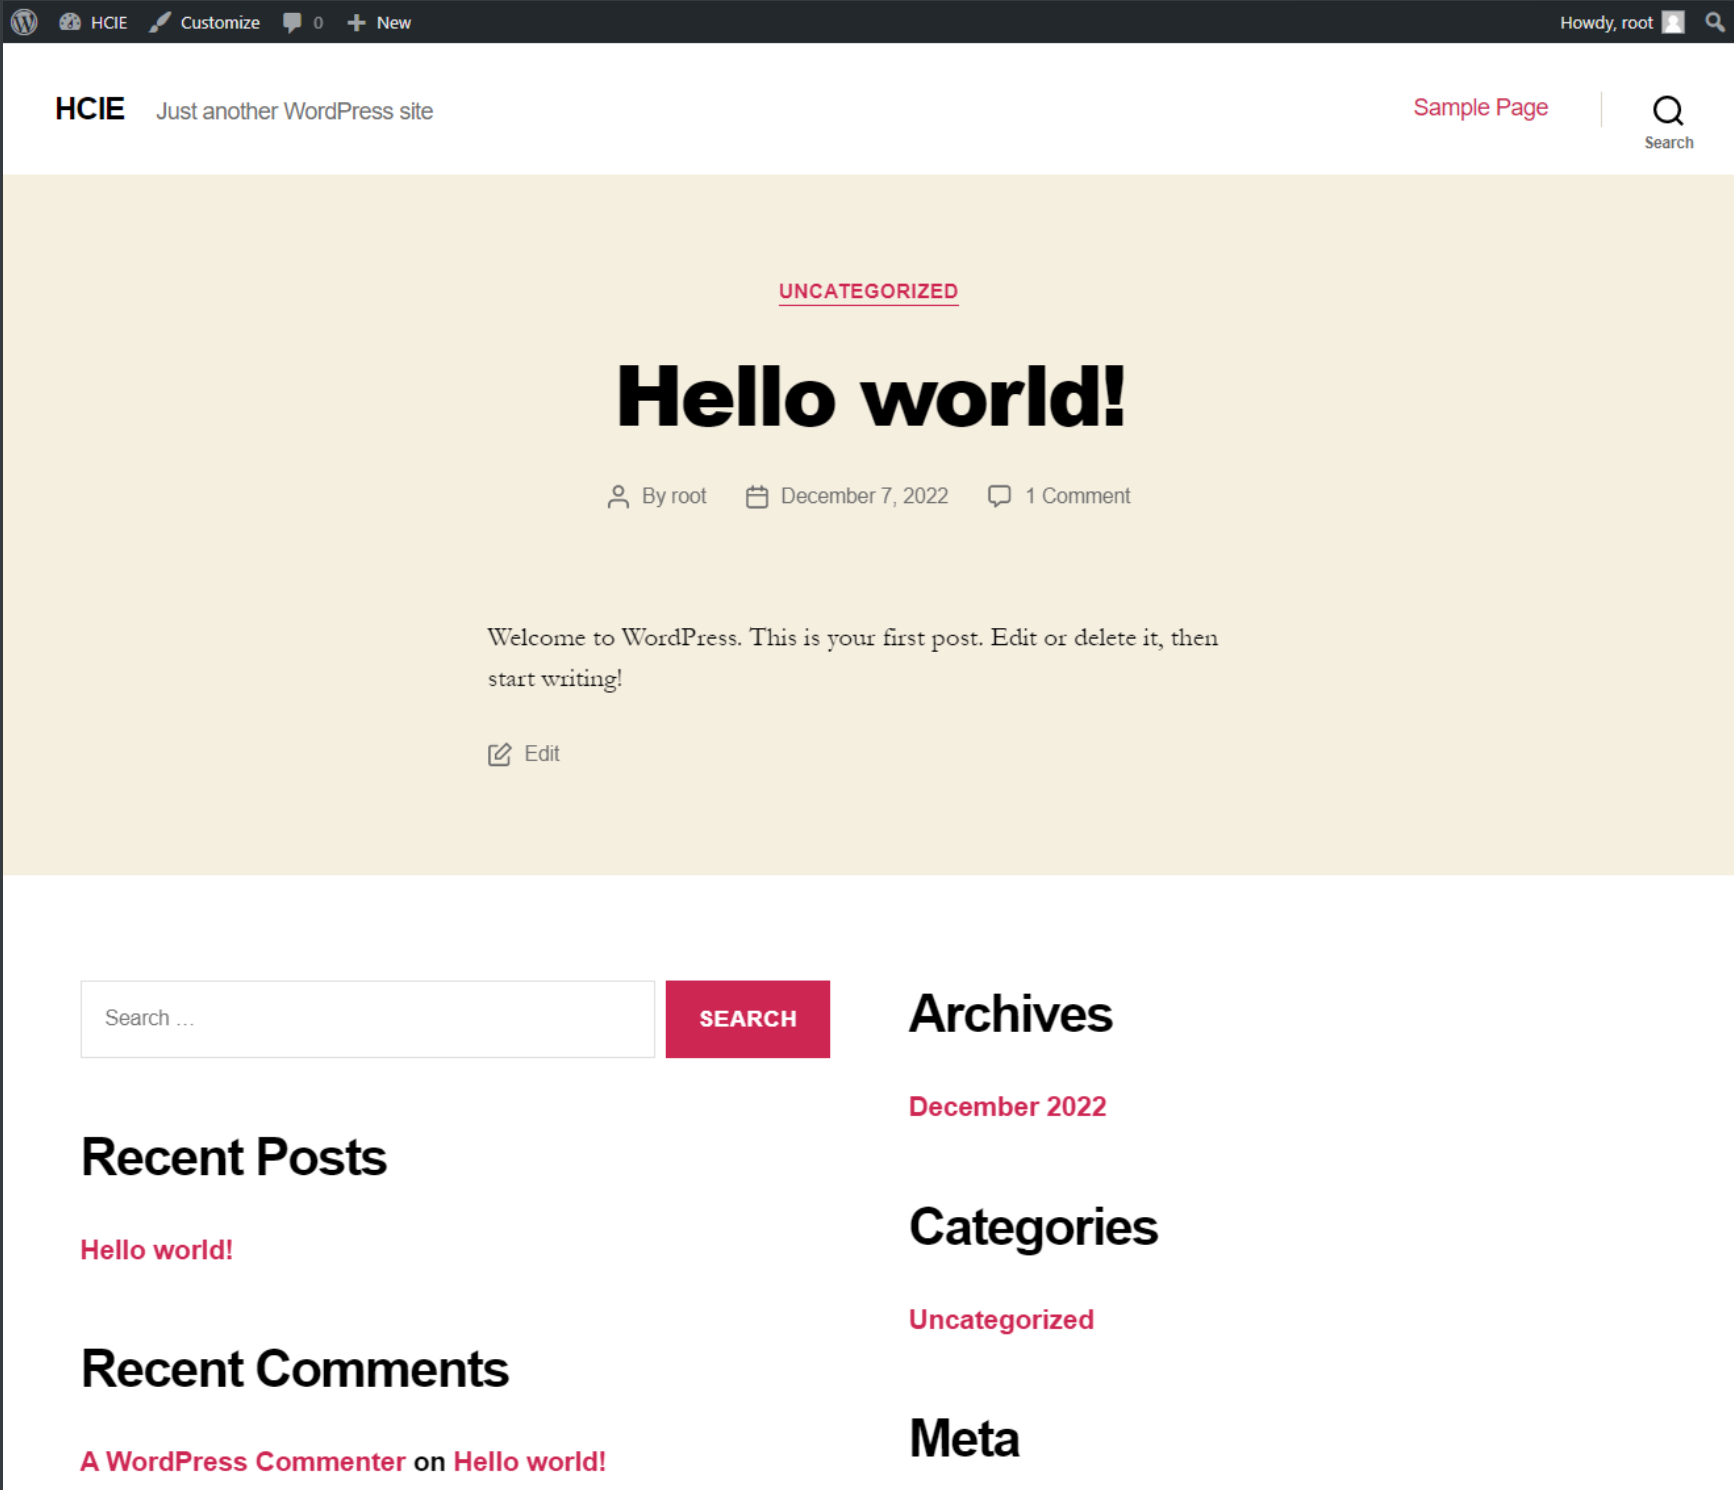 HCIE Customize 0 New Howdy, root
HCIE Just another WordPress site Sample Page
Search
UNCATEGORIZED
Hello world!
By root December 7, 2022 1 Comment
Welcome to WordPress. This is your first post. Edit or delete it, then
start writing!
Edit
Search …
SEARCH
Recent Posts
Hello world!
Recent Comments
A WordPress Commenter on Hello world!
Archives
December 2022
Categories
Uncategorized
Meta